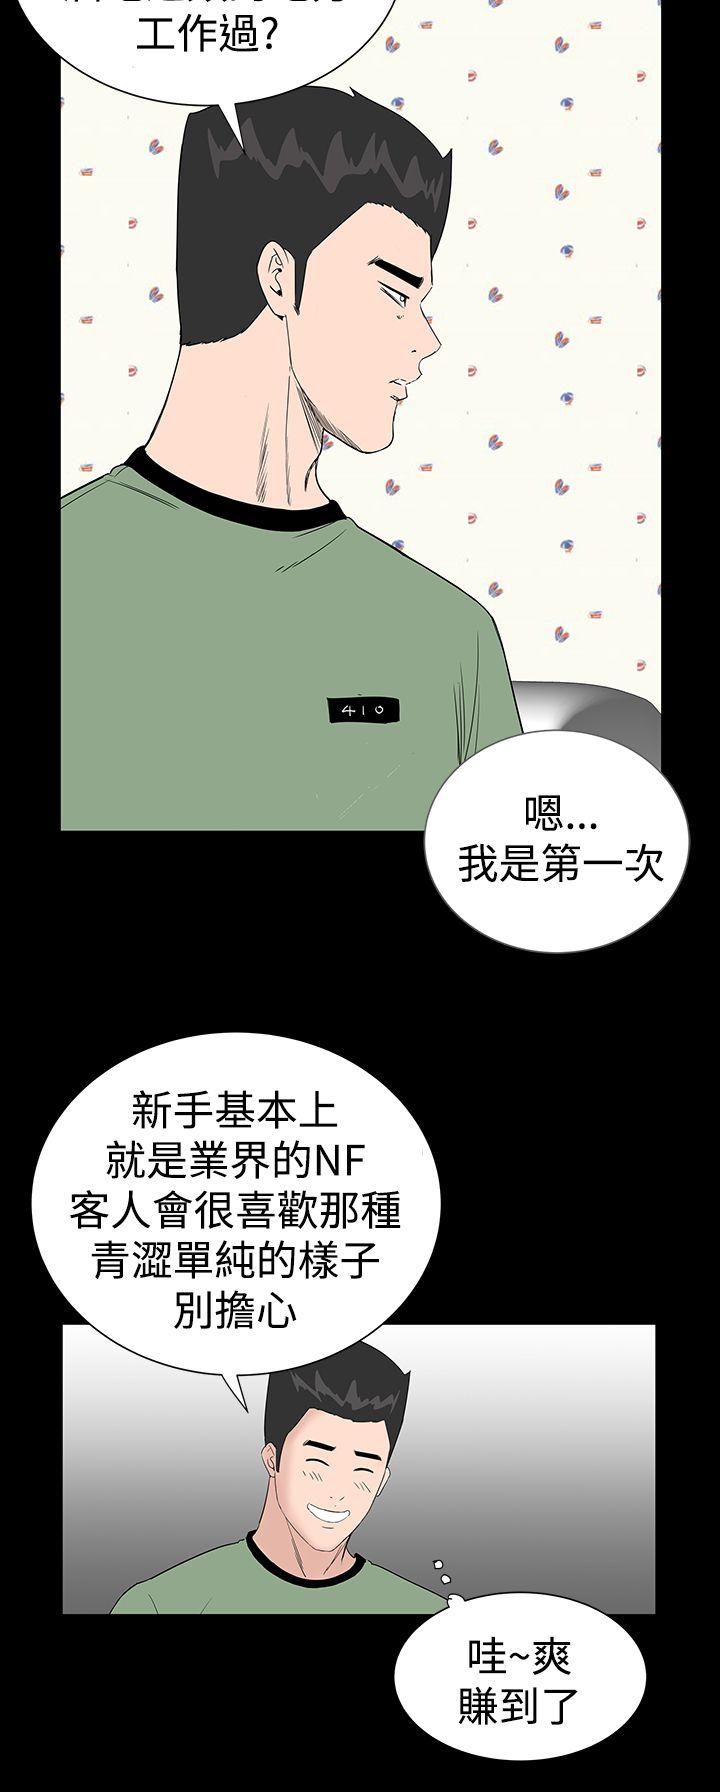 工作過?
410
嗯...
我是第一次
新手基本上
就是業界的NF
客人會很喜歡那種
青澀單純的樣子
別擔心
哇~爽
賺到了